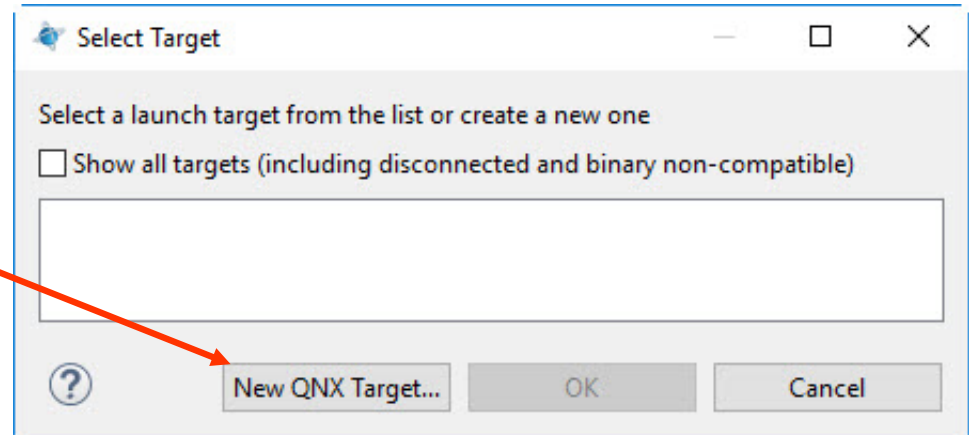 Select Target
Select a launch target from the list or create a new one
Show all targets (including disconnected and binary non-compatible)
?
New QNX Target...
OK
Cancel